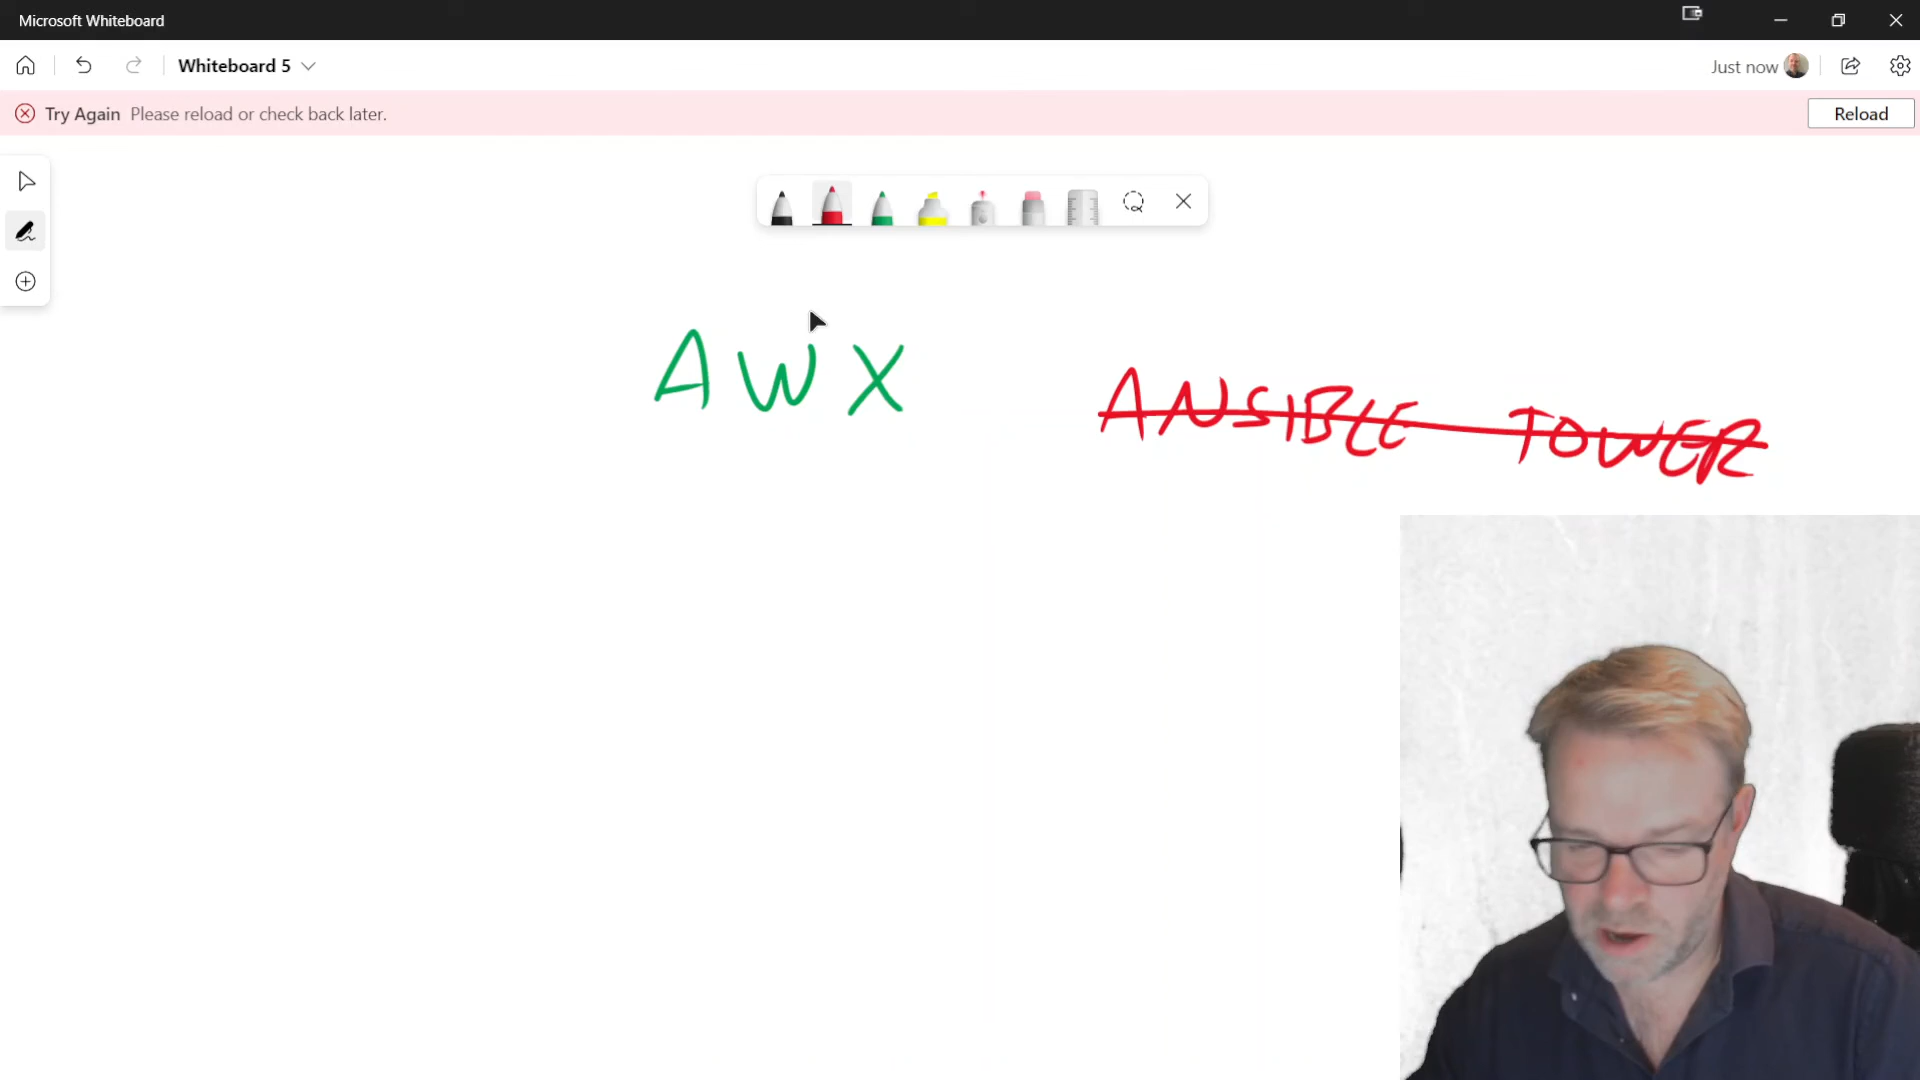 Microsoft Whiteboard
Whiteboard 5
Just now
Try Again Please reload or check back later.
Reload
AWX
ANSIBLE TOWER